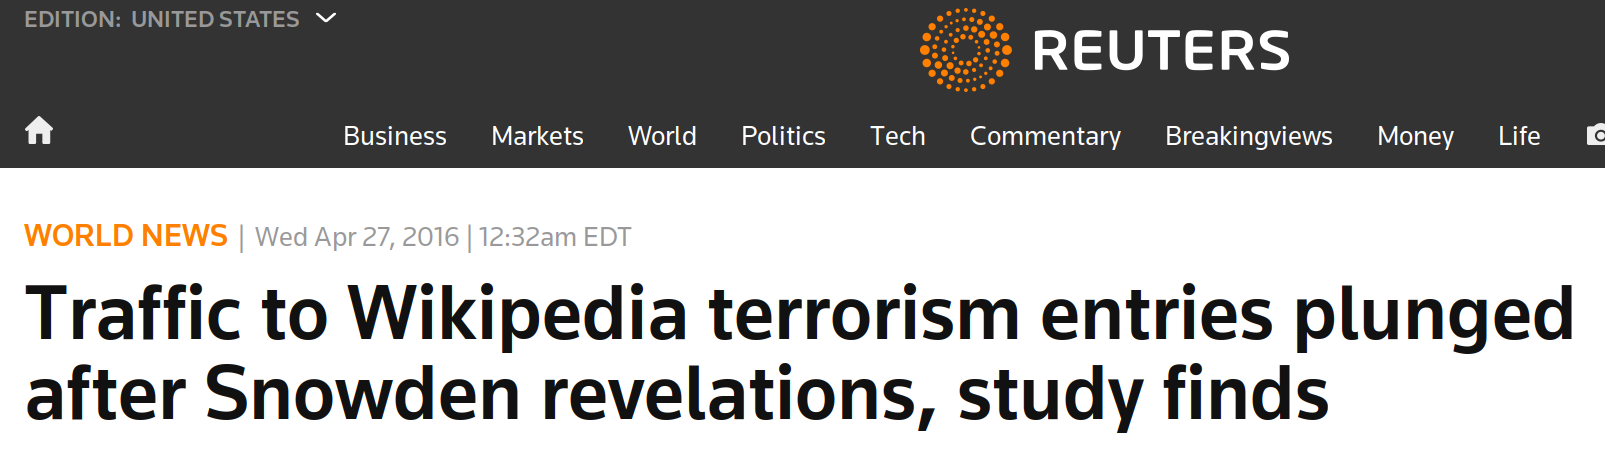 EDITION: UNITED STATES
REUTERS
Business Markets World Politics Tech Commentary Breakingviews Money Life
WORLD NEWS | Wed Apr 27, 2016 | 12:32am EDT
Traffic to Wikipedia terrorism entries plunged
after Snowden revelations, study finds